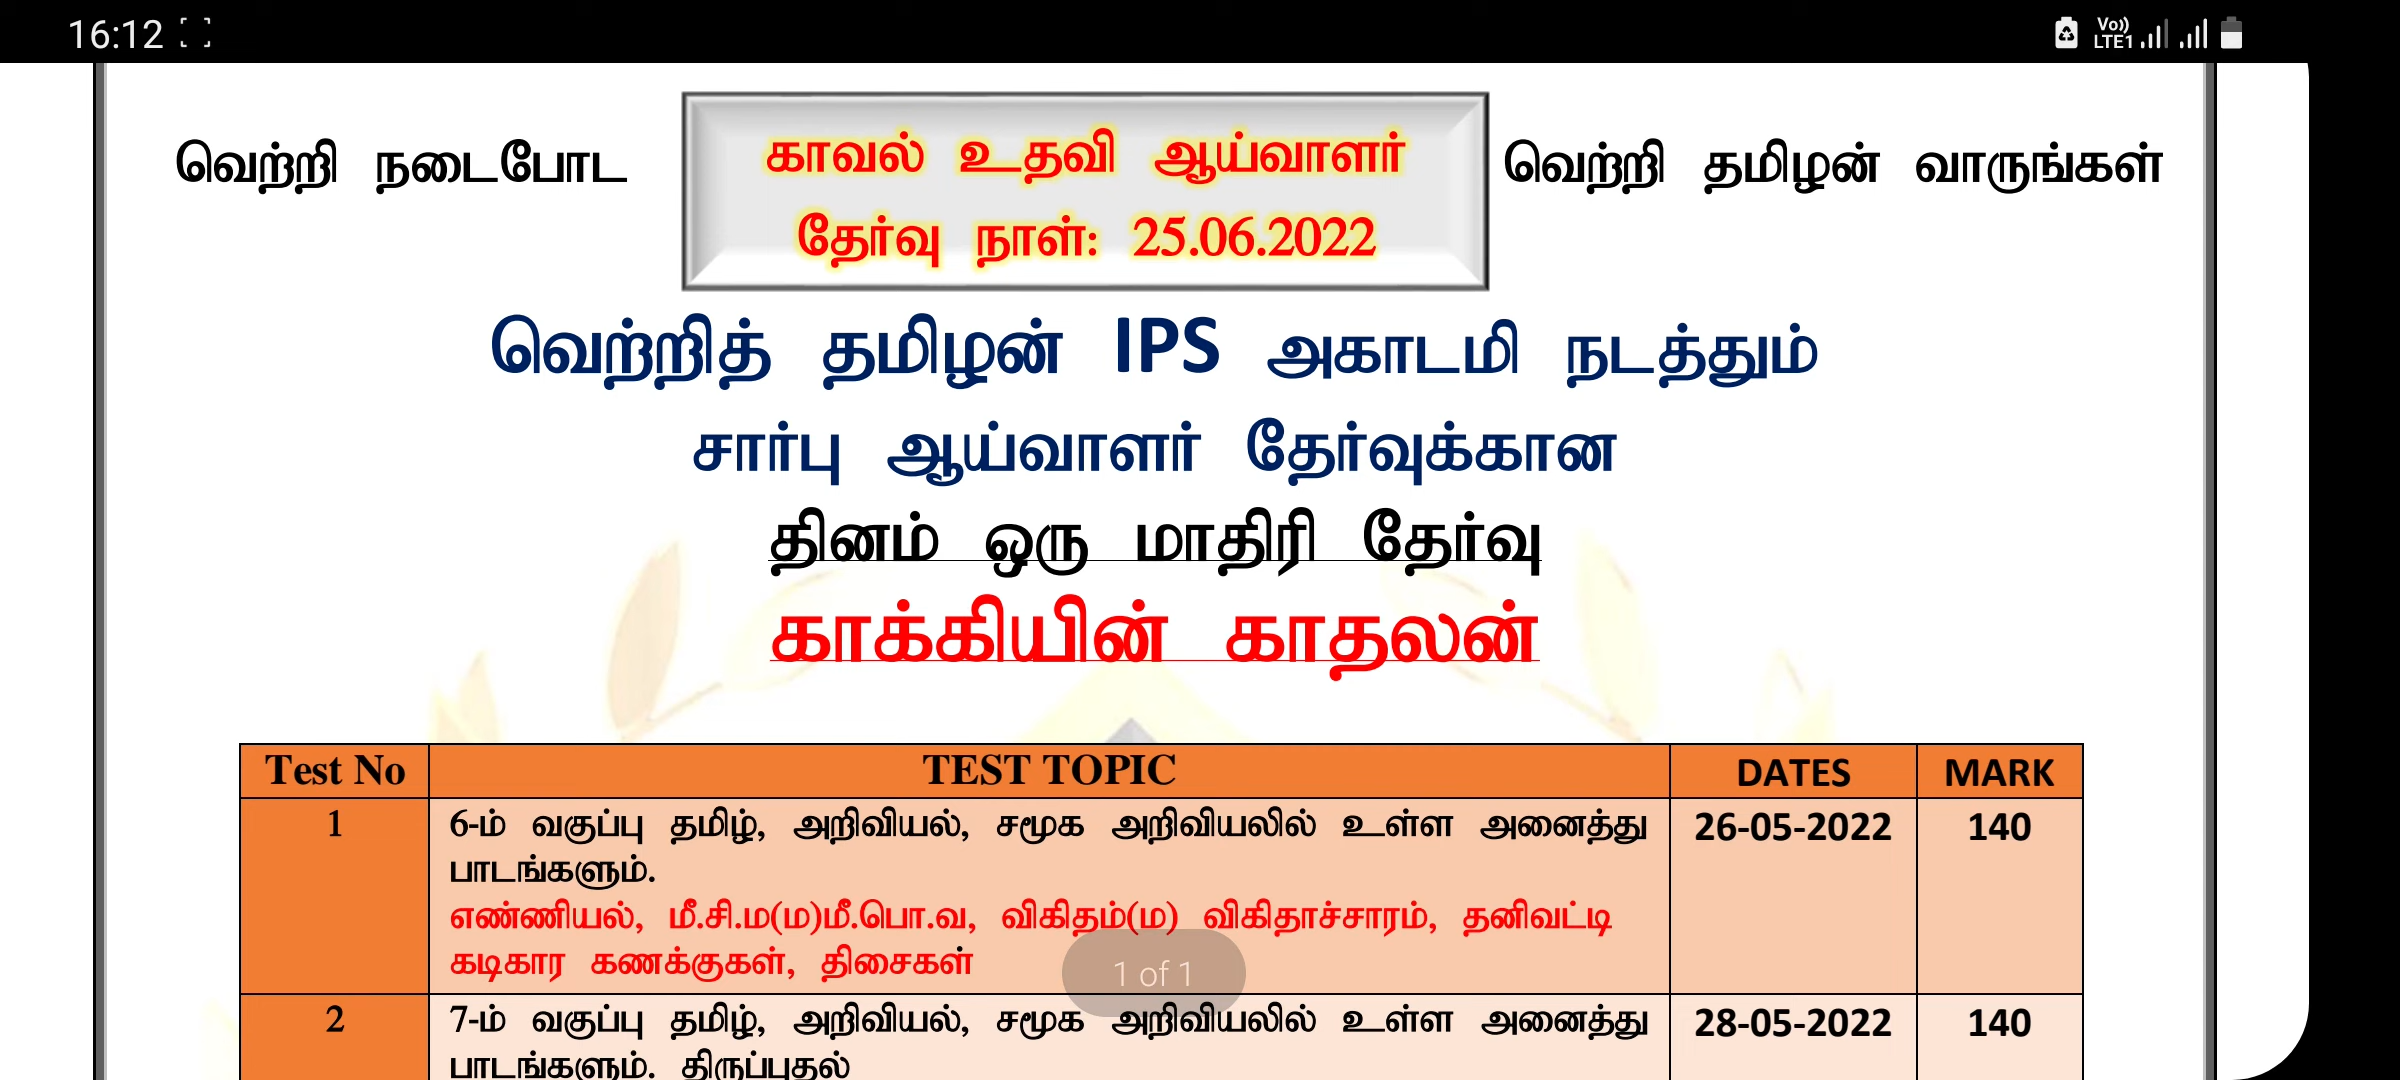 16:12
Vo)) LTE1
வெற்றி நடைபோட
காவல் உதவி ஆய்வாளர்
தேர்வு நாள்: 25.06.2022
வெற்றி தமிழன் வாருங்கள்
வெற்றித் தமிழன் IPS அகாடமி நடத்தும்
சார்பு ஆய்வாளர் தேர்வுக்கான
தினம் ஒரு மாதிரி தேர்வு
காக்கியின் காதலன்
Test No TEST TOPIC DATES MARK
1 6-ம் வகுப்பு தமிழ், அறிவியல், சமூக அறிவியலில் உள்ள அனைத்து 26-05-2022 140
பாடங்களும்.
எண்ணியல், மீ.சி.ம(ம)மீ.பொ.வ, விகிதம்(ம) விகிதாச்சாரம், தனிவட்டி
கடிகார கணக்குகள், திசைகள்
1 of 1
2 7-ம் வகுப்பு தமிழ், அறிவியல், சமூக அறிவியலில் உள்ள அனைத்து 28-05-2022 140
பாடங்களும். திருப்புதல்